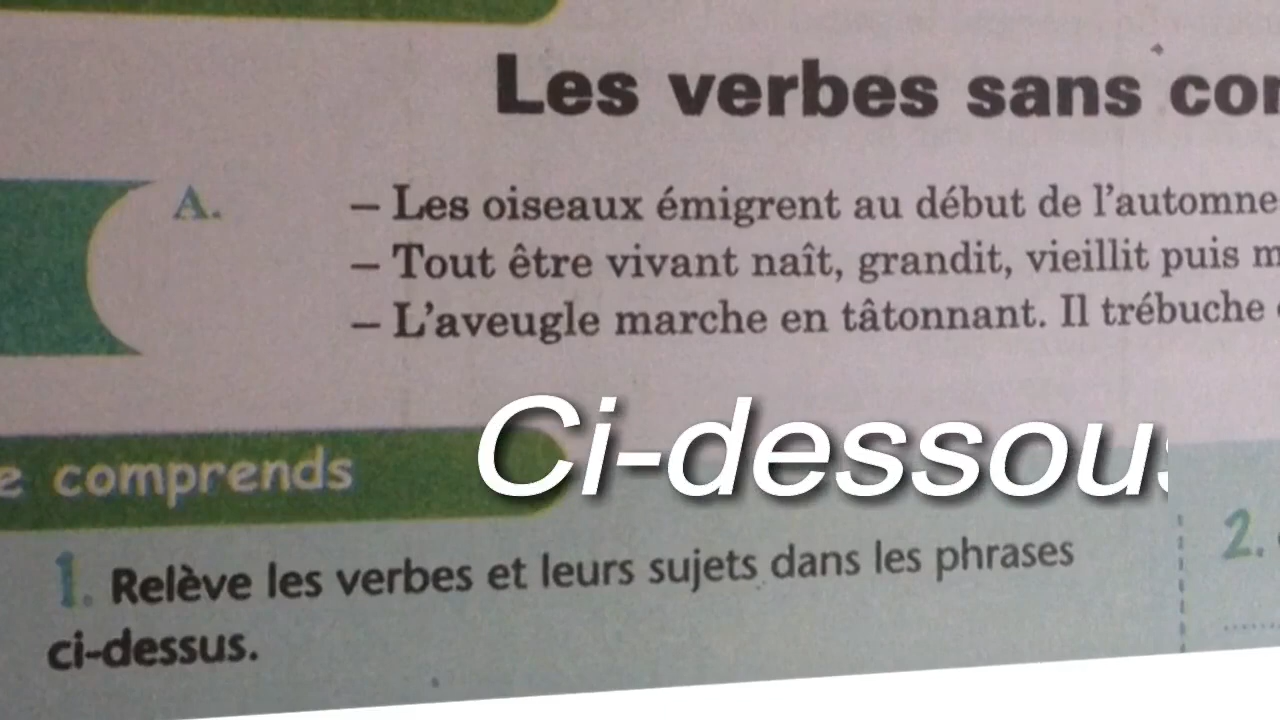 Les verbes sans
A.
– Les oiseaux émigrent au début de l'automne
– Tout être vivant naît, grandit, vieillit puis
– L'aveugle marche en tâtonnant. Il trébuche
comprends
Ci-dessous
1. Relève les verbes et leurs sujets dans les phrases
ci-dessus.
2.